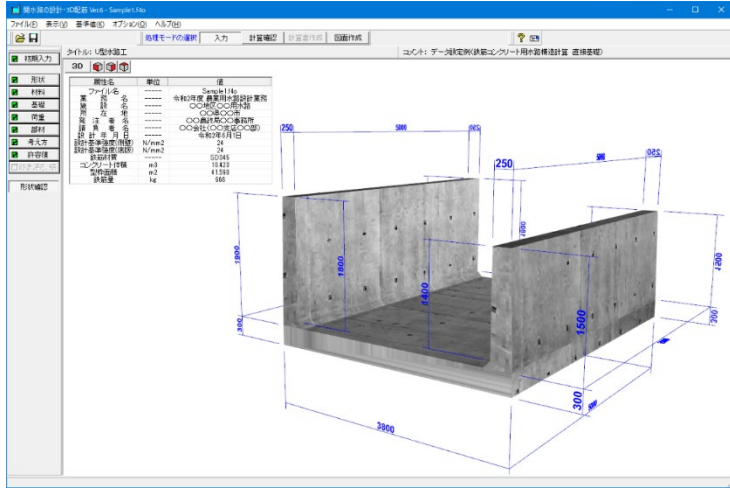 開水路の設計・3D配筋 Ver.6 - Sample1.f4o
ファイル(F) 表示(V) 基準値(K) オプション(O) ヘルプ(H)
処理モードの選択 入力 計算確認 計算書作成 図面作成
タイトル: U型水路工 コメント: データ設定例(鉄筋コンクリート用水路構造計算 直接基礎)
初期入力
形状
材料
基礎
荷重
部材
考え方
許容値
形状確認
3D
属性名 単位 値
ファイル名 ----- Sample1.f4o
業務名 ----- 令和2年度 農業用水路設計業務
施設名 ----- 〇〇地区〇〇用水路
所在地 ----- 〇〇県〇〇市
発注者名 ----- 〇〇農政局〇〇事務所
請負者名 ----- 〇〇会社(〇〇支店〇〇部)
設計年月日 ----- 令和2年6月1日
設計基準強度(側壁) N/mm2 24
設計基準強度(底版) N/mm2 24
鉄筋材質 ----- SD345
コンクリート体積 m3
型枠面積 m2
鉄筋量 kg
250 5000 250
250 5000 250
1800 1800 1400 1500 1200
300 300 300
3800